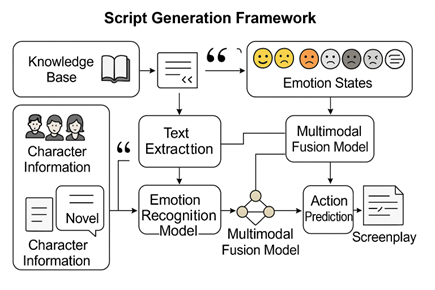 Script Generation Framework
Knowledge
Base
Emotion States
Character
Information
Text
Extracttion
Multimodal
Fusion Model
Novel
Character
Information
Emotion
Recognition
Model
Multimodal
Fusion Model
Action
Prediction
Screenplay